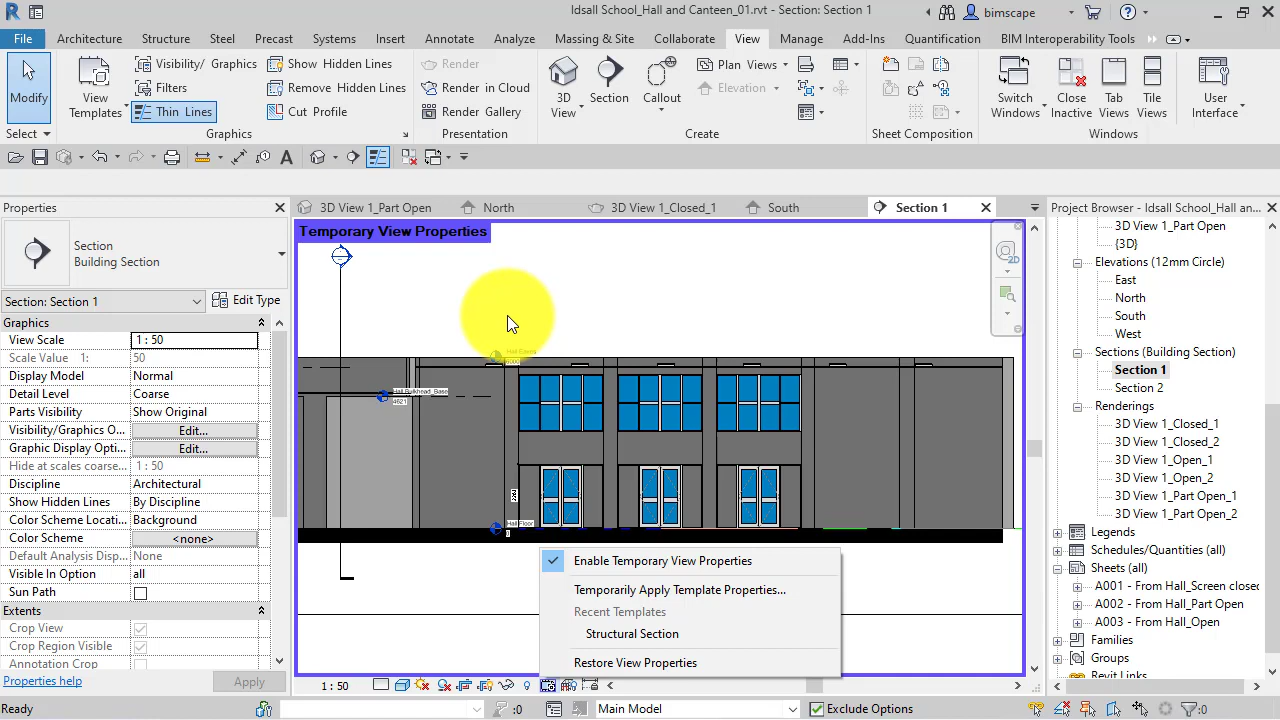 Idsall School_Hall and Canteen_01.rvt - Section: Section 1
bimscape
File Architecture Structure Steel Precast Systems Insert Annotate Analyze Massing & Site Collaborate View Manage Add-Ins Quantification BIM Interoperability Tools
Modify
Select
View Templates
Visibility/ Graphics
Filters
Thin Lines
Show Hidden Lines
Remove Hidden Lines
Cut Profile
Graphics
Render
Render in Cloud
Render Gallery
Presentation
3D View
Section
Callout
Plan Views
Elevation
Create
Sheet Composition
Switch Windows
Close Inactive
Tab Views
Tile Views
Windows
User Interface
Properties
Section
Building Section
Section: Section 1
Edit Type
Graphics
View Scale 1 : 50
Scale Value 1: 50
Display Model Normal
Detail Level Coarse
Parts Visibility Show Original
Visibility/Graphics O... Edit...
Graphic Display Opti... Edit...
Hide at scales coarse... 1 : 50
Discipline Architectural
Show Hidden Lines By Discipline
Color Scheme Locati... Background
Color Scheme <none>
Default Analysis Disp... None
Visible In Option all
Sun Path
Extents
Crop View
Crop Region Visible
Annotation Crop
Properties help
Apply
3D View 1_Part Open
North
3D View 1_Closed_1
South
Section 1
Temporary View Properties
2D
Hall Bulkhead_Base
4621
Hall Floor
0
Enable Temporary View Properties
Temporarily Apply Template Properties...
Recent Templates
Structural Section
Restore View Properties
1 : 50
Project Browser - Idsall School_Hall an...
3D View 1_Part Open
{3D}
Elevations (12mm Circle)
East
North
South
West
Sections (Building Section)
Section 1
Section 2
Renderings
3D View 1_Closed_1
3D View 1_Closed_2
3D View 1_Open_1
3D View 1_Open_2
3D View 1_Part Open_1
3D View 1_Part Open_2
Legends
Schedules/Quantities (all)
Sheets (all)
A001 - From Hall_Screen closed
A002 - From Hall_Part Open
A003 - From Hall_Open
Families
Groups
Revit Links
Ready
:0
Main Model
Exclude Options
:0